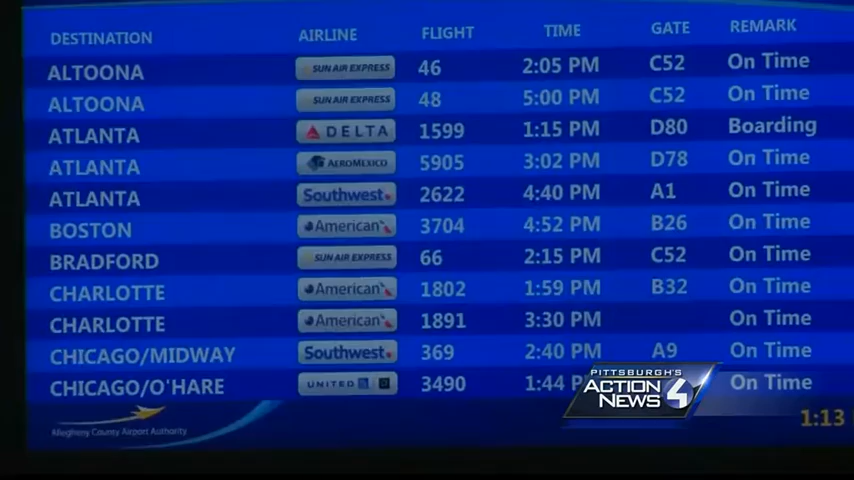 DESTINATION AIRLINE FLIGHT TIME GATE REMARK
ALTOONA SUN AIR EXPRESS 46 2:05 PM C52 On Time
ALTOONA SUN AIR EXPRESS 48 5:00 PM C52 On Time
ATLANTA DELTA 1599 1:15 PM D80 Boarding
ATLANTA AEROMEXICO 5905 3:02 PM D78 On Time
ATLANTA Southwest 2622 4:40 PM A1 On Time
BOSTON American 3704 4:52 PM B26 On Time
BRADFORD SUN AIR EXPRESS 66 2:15 PM C52 On Time
CHARLOTTE American 1802 1:59 PM B32 On Time
CHARLOTTE American 1891 3:30 PM On Time
CHICAGO/MIDWAY Southwest 369 2:40 PM A9 On Time
CHICAGO/O'HARE UNITED 3490 1:44 P On Time
PITTSBURGH'S
ACTION
NEWS 4
Allegheny County Airport Authority
1:13